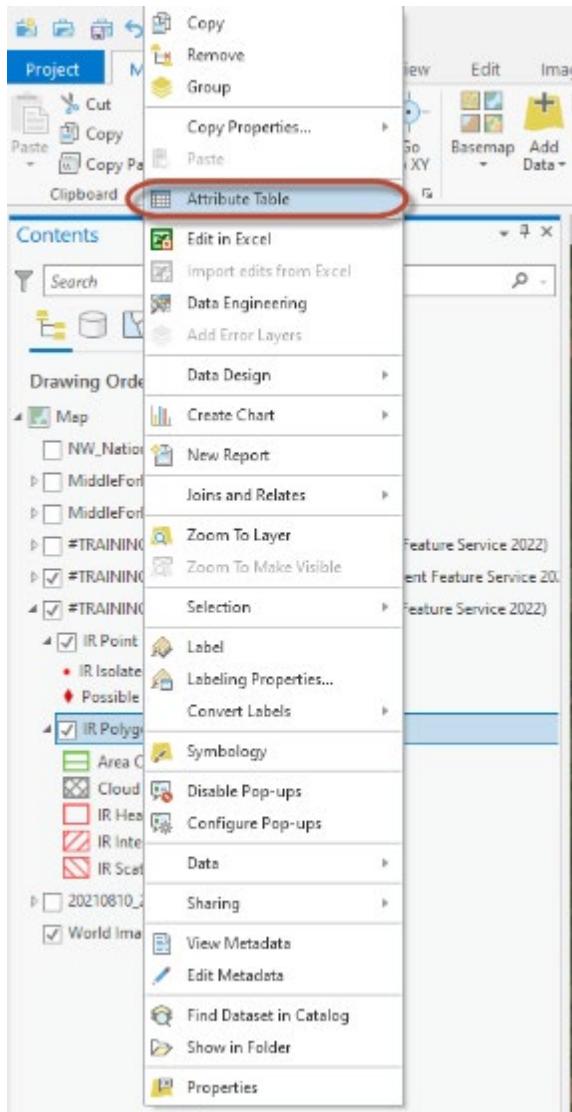 Copy
Remove
Project
Group
iew
Edit
Cut
Copy
Paste
Copy Properties...
Paste
Go
XY
Basemap
Add
Data
Clipboard
Attribute Table
Contents
Edit in Excel
Search
Import edits from Excel
Data Engineering
Add Error Layers
Drawing Orde
Data Design
Map
Create Chart
NW_Nation
New Report
MiddleFor
Joins and Relates
MiddleFor
#TRAINING
Zoom To Layer
Feature Service 2022)
#TRAINING
Zoom To Make Visible
ent Feature Service 20
#TRAINING
Selection
Feature Service 2022)
IR Point
Label
IR Isolate
Labeling Properties...
Possible
Convert Labels
IR Polyg
Symbology
Area C
Cloud
Disable Pop-ups
IR Hea
Configure Pop-ups
IR Inte
IR Scat
Data
20210810_2
Sharing
World Ima
View Metadata
Edit Metadata
Find Dataset in Catalog
Show in Folder
Properties